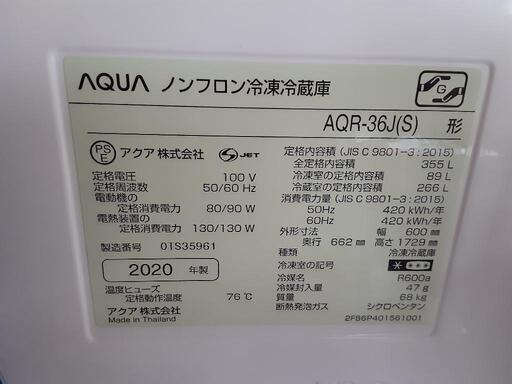 AQUA ノンフロン冷凍冷蔵庫
AQR-36J(S) 形
PS E アクア株式会社 S JET
定格電圧 100 V
定格周波数 50/60 Hz
電動機の
定格消費電力 80/90 W
電熱装置の
定格消費電力 130/130 W
製造番号 01S35961
2020 年製
温度ヒューズ
定格動作温度 76℃
アクア株式会社
Made in Thailand
定格内容積 (JIS C 9801-3:2015)
全定格内容積 355 L
冷凍室の定格内容積 89 L
冷蔵室の定格内容積 266 L
消費電力量 (JIS C 9801-3:2015)
50Hz 420 kWh/年
60Hz 420 kWh/年
外形寸法 幅 600 mm
奥行 662 mm 高さ 1729 mm
種類 冷凍冷蔵庫
冷凍室の記号
冷媒名 R600a
冷媒封入量 47 g
質量 68 kg
断熱発泡ガス シクロペンタン
2FB6P401561001
G